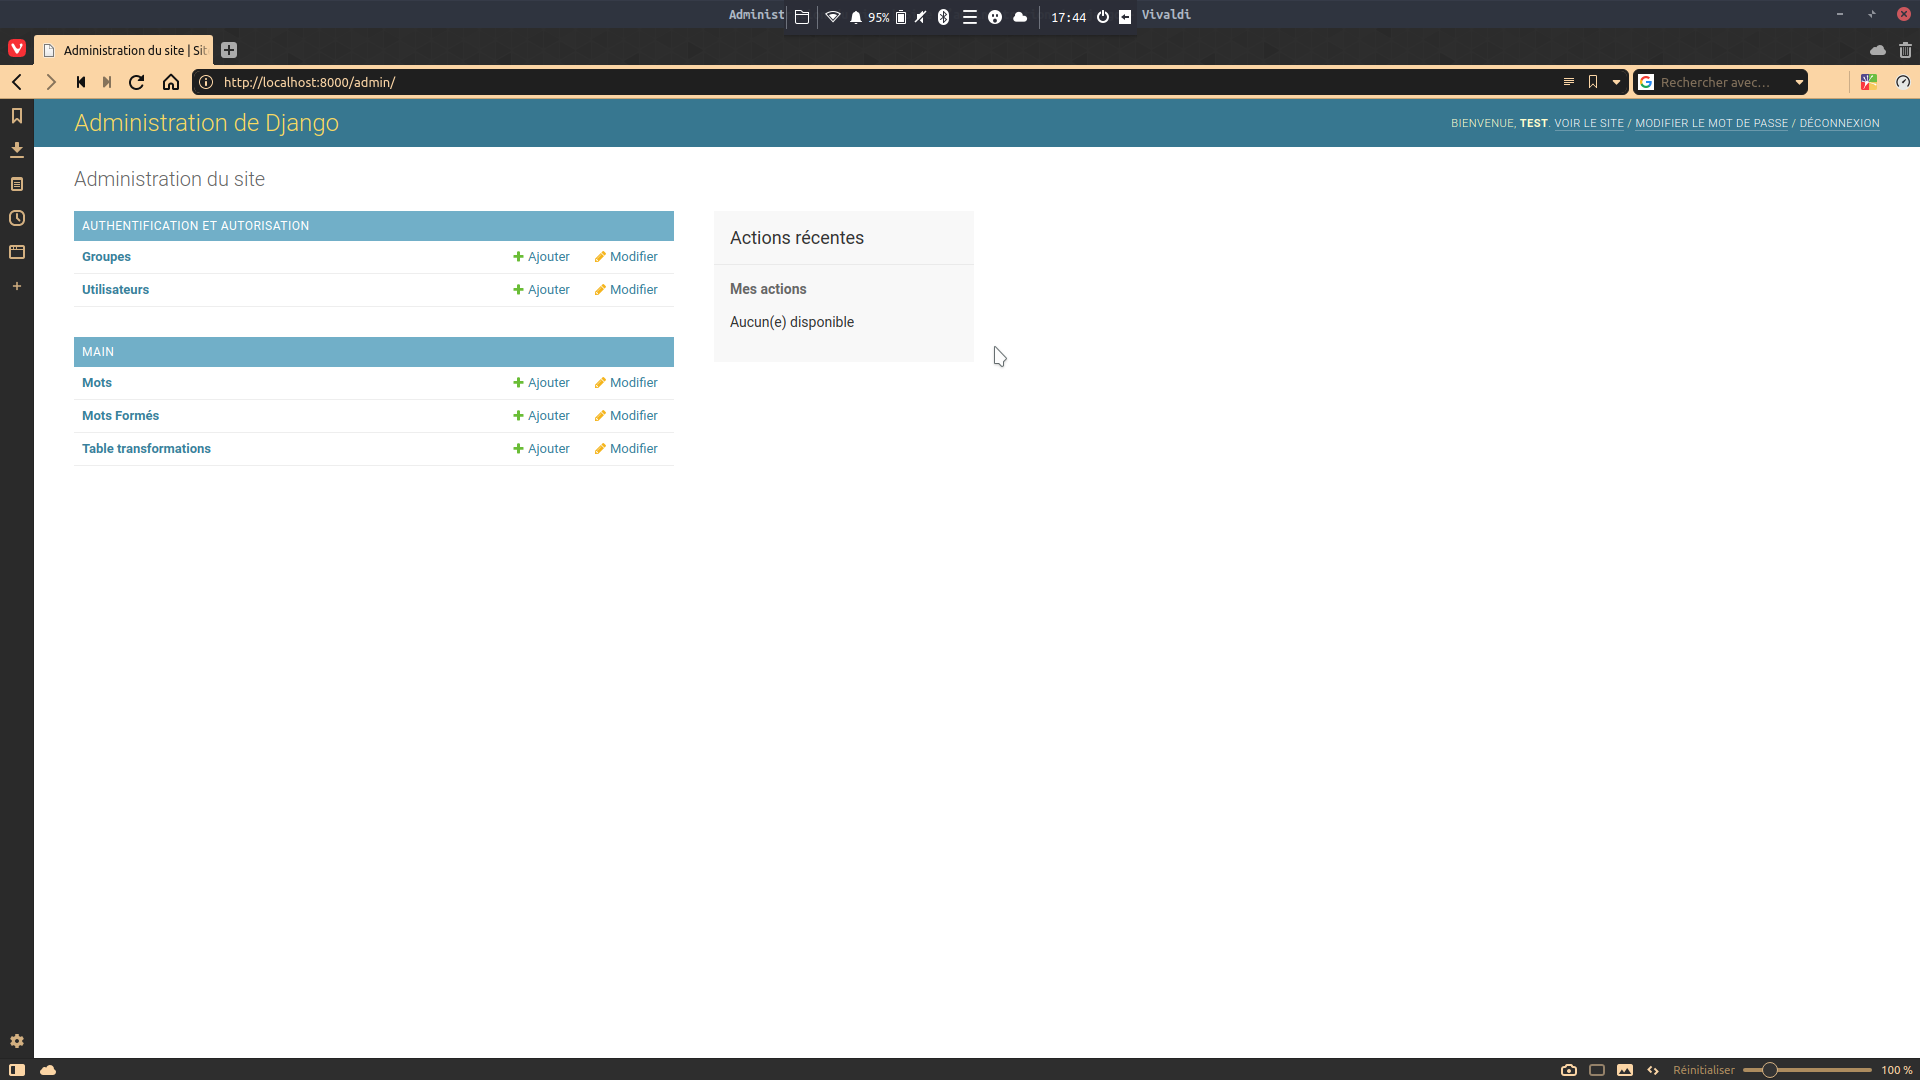 Administ
95%
17:44
Vivaldi
Administration du site | Sit
http://localhost:8000/admin/
Rechercher avec...
Administration de Django
BIENVENUE, TEST. VOIR LE SITE / MODIFIER LE MOT DE PASSE / DÉCONNEXION
Administration du site
AUTHENTIFICATION ET AUTORISATION
Groupes Ajouter Modifier
Utilisateurs Ajouter Modifier
MAIN
Mots Ajouter Modifier
Mots Formés Ajouter Modifier
Table transformations Ajouter Modifier
Actions récentes
Mes actions
Aucun(e) disponible
Réinitialiser
100 %